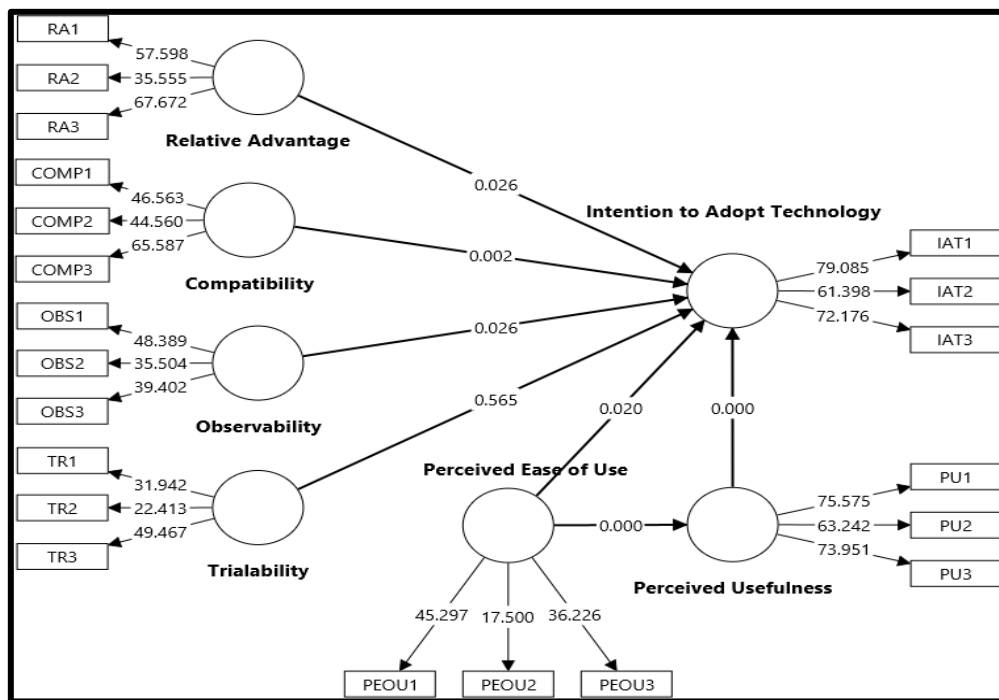 RA1
57.598
RA2
35.555
67.672
RA3
Relative Advantage
0.026
COMP1
46.563
COMP2
44.560
65.587
COMP3
Compatibility
0.002
Intention to Adopt Technology
IAT1
79.085
61.398
IAT2
72.176
IAT3
OBS1
48.389
OBS2
35.504
39.402
OBS3
Observability
0.026
TR1
31.942
TR2
22.413
49.467
TR3
Trialability
0.565
0.020
0.000
Perceived Ease of Use
0.000
PU1
75.575
63.242
PU2
73.951
PU3
Perceived Usefulness
45.297
17.500
36.226
PEOU1
PEOU2
PEOU3